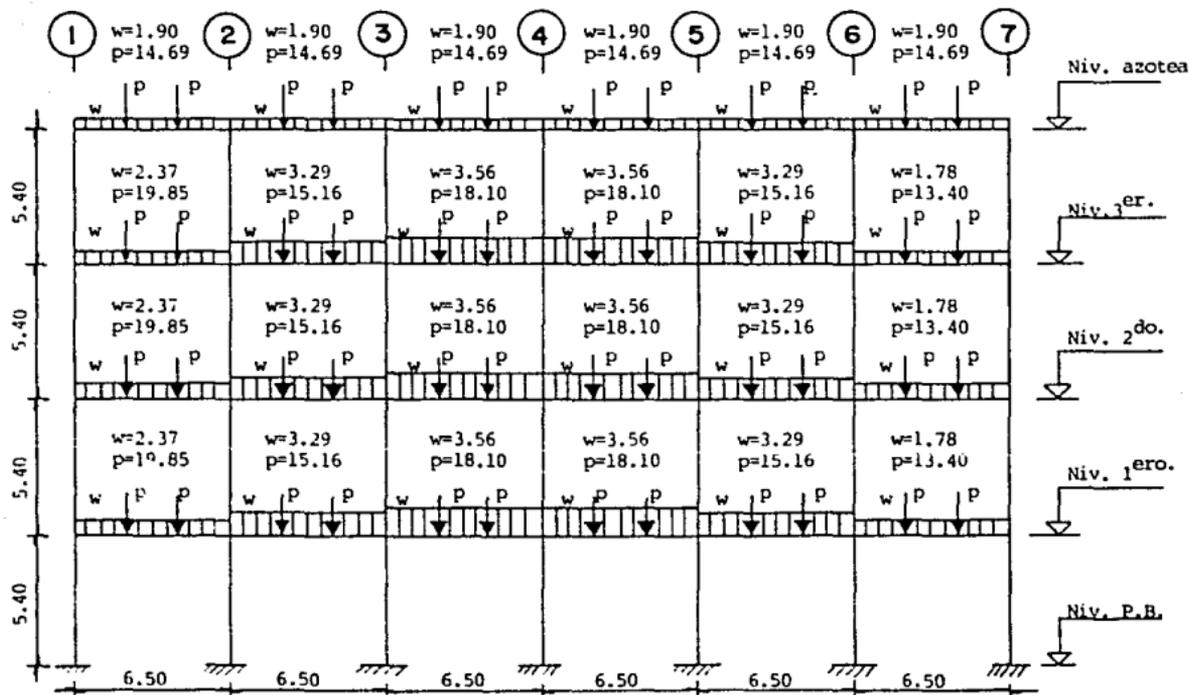 1 w=1.90 2 w=1.90 3 w=1.90 4 w=1.90 5 w=1.90 6 w=1.90 7
p=14.69 p=14.69 p=14.69 p=14.69 p=14.69 p=14.69
Niv. azotea
p p p p p p p p p p p p
w w w w w w
5.40
w=2.37 w=3.29 w=3.56 w=3.56 w=3.29 w=1.78
p=19.85 p=15.16 p=18.10 p=18.10 p=15.16 p=13.40
Niv.3er.
p p p p p p p p p p p p
w w w w w w
5.40
w=2.37 w=3.29 w=3.56 w=3.56 w=3.29 w=1.78
p=19.85 p=15.16 p=18.10 p=18.10 p=15.16 p=13.40
Niv. 2do.
p p p p p p p p p p p p
w w w w w w
5.40
w=2.37 w=3.29 w=3.56 w=3.56 w=3.29 w=1.78
p=19.85 p=15.16 p=18.10 p=18.10 p=15.16 p=13.40
Niv. 1ero.
p p p p p p p p p p p p
w w w w w w
5.40
Niv. P.B.
6.50 6.50 6.50 6.50 6.50 6.50